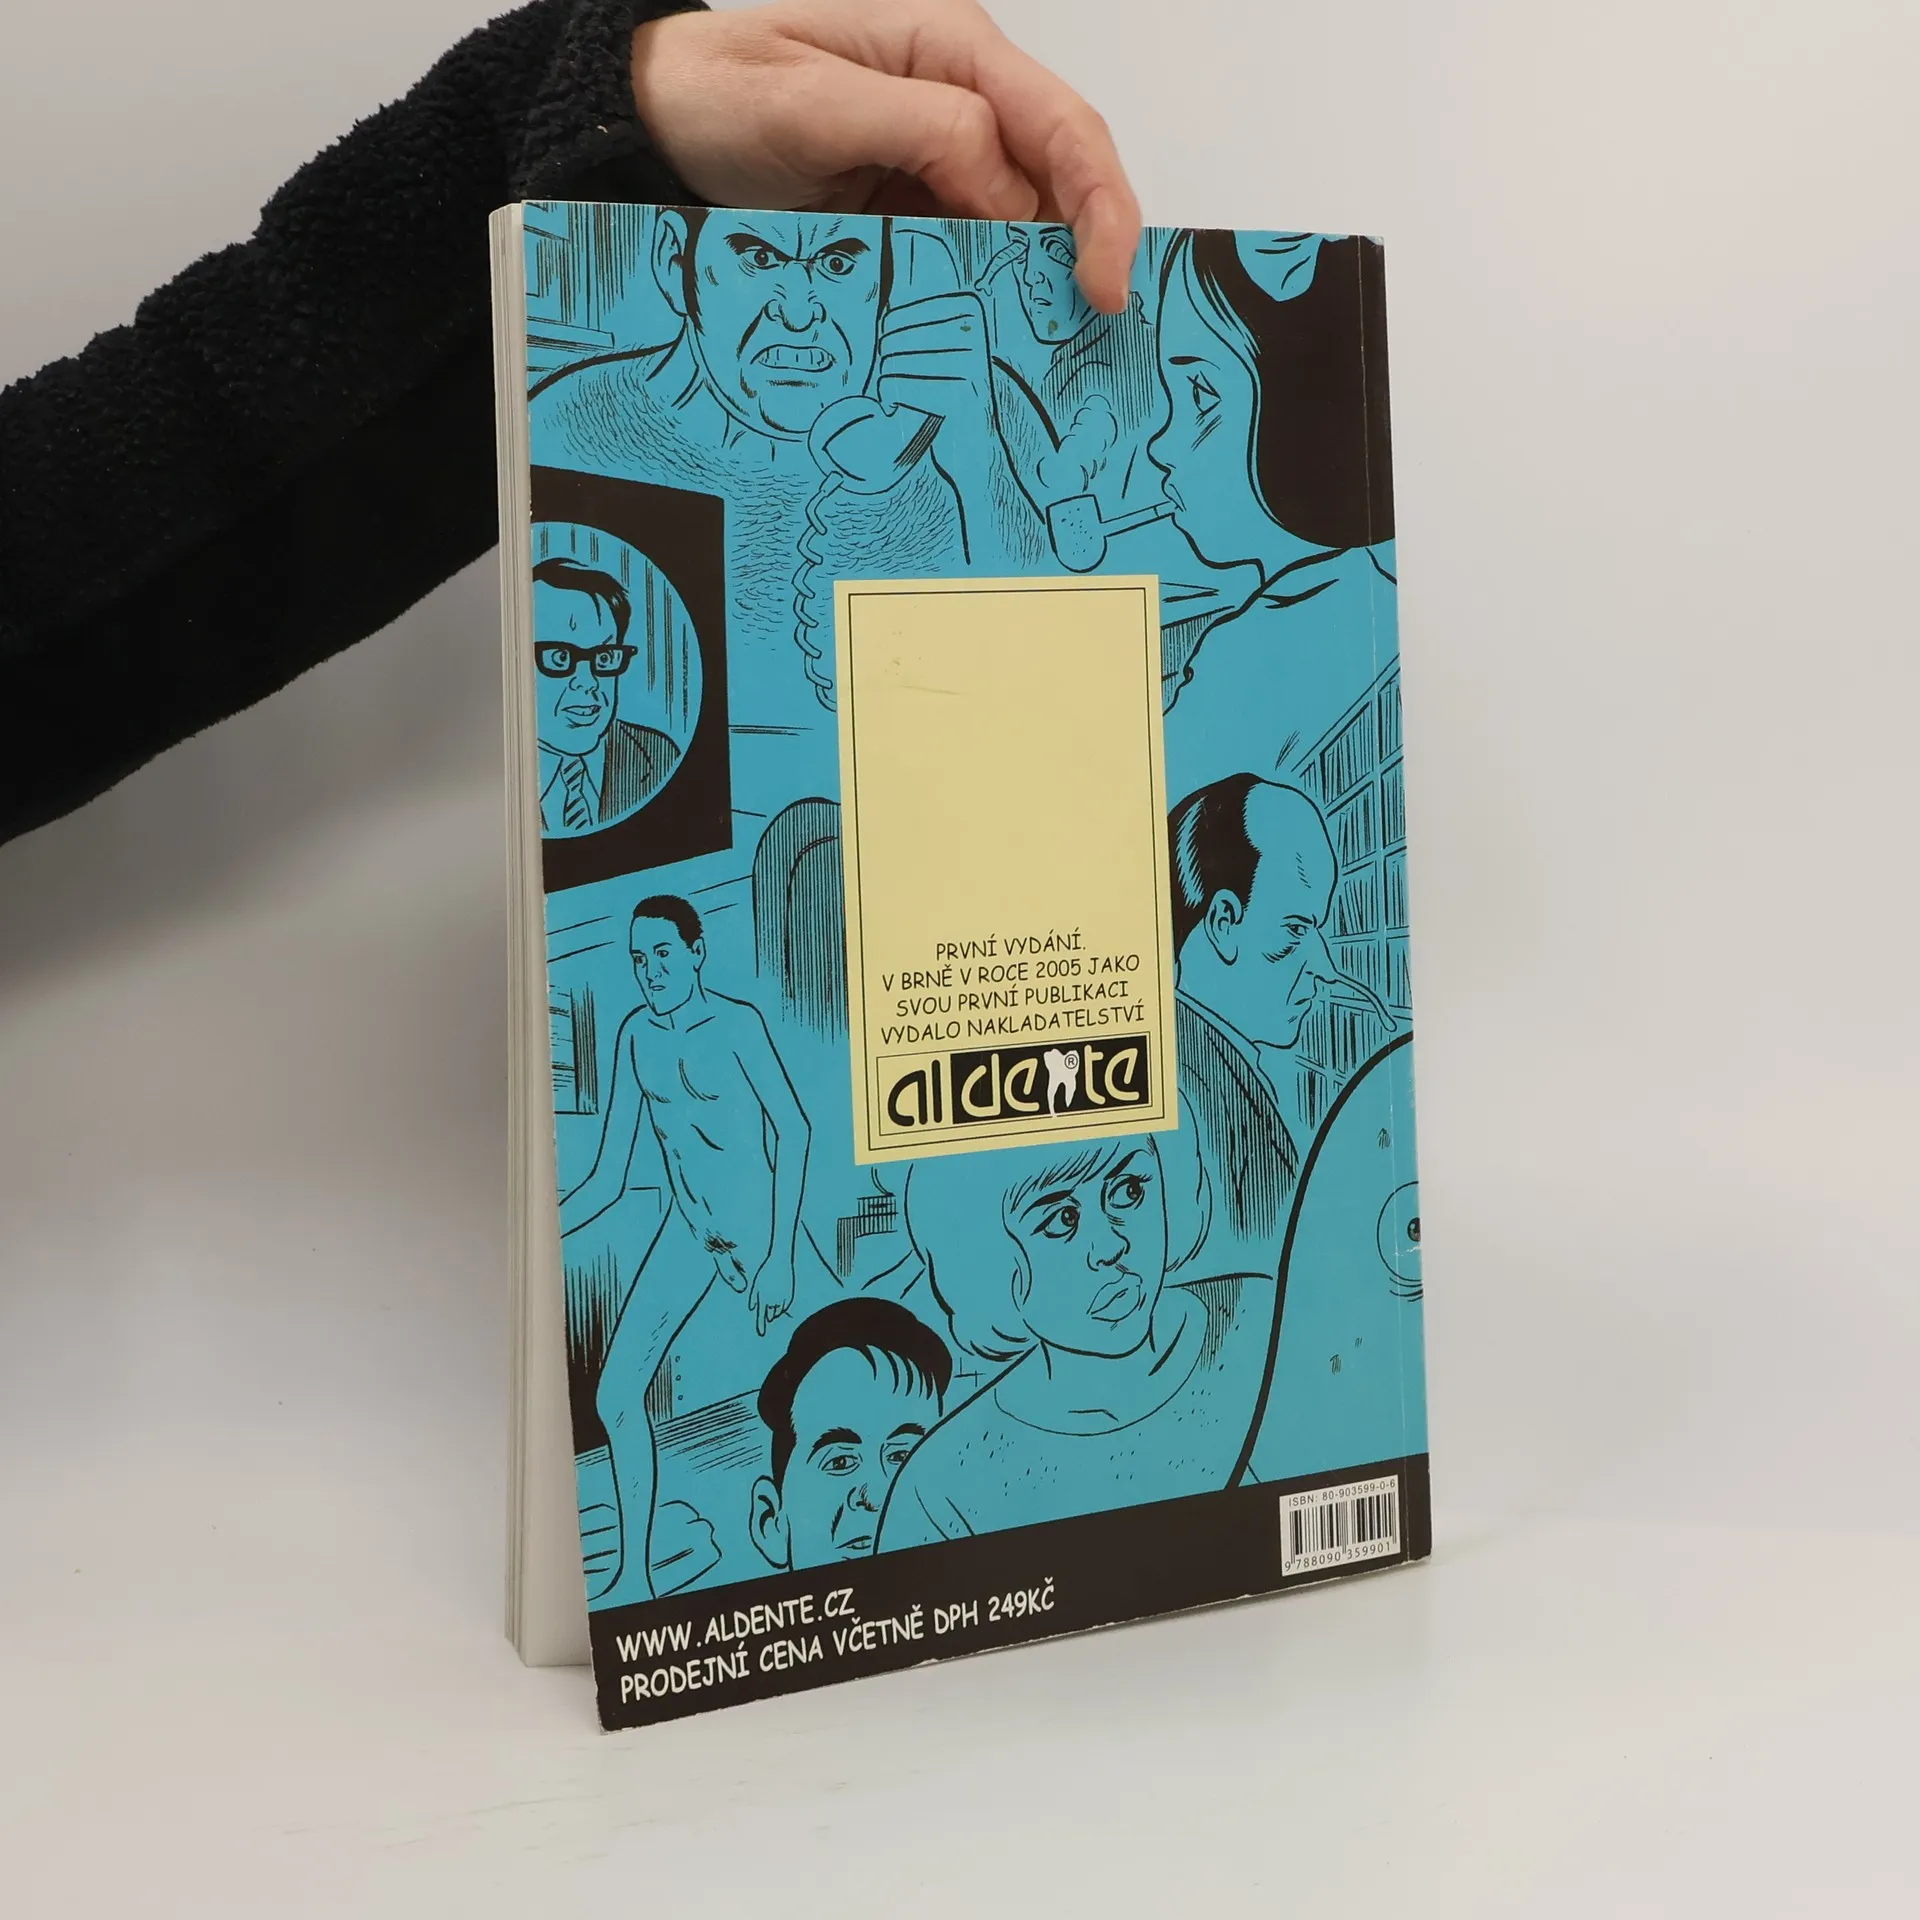 PRVNÍ VYDÁNÍ.
V BRNĚ V ROCE 2005 JAKO
SVOU PRVNÍ PUBLIKACI
VYDALO NAKLADATELSTVÍ
al dente ®
ISBN: 80-903599-0-6
9 788090 359901
WWW.ALDENTE.CZ
PRODEJNÍ CENA VČETNĚ DPH 249KČ